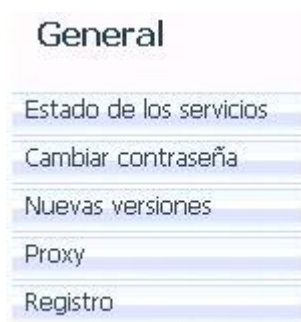 General
Estado de los servicios
Cambiar contraseña
Nuevas versiones
Proxy
Registro